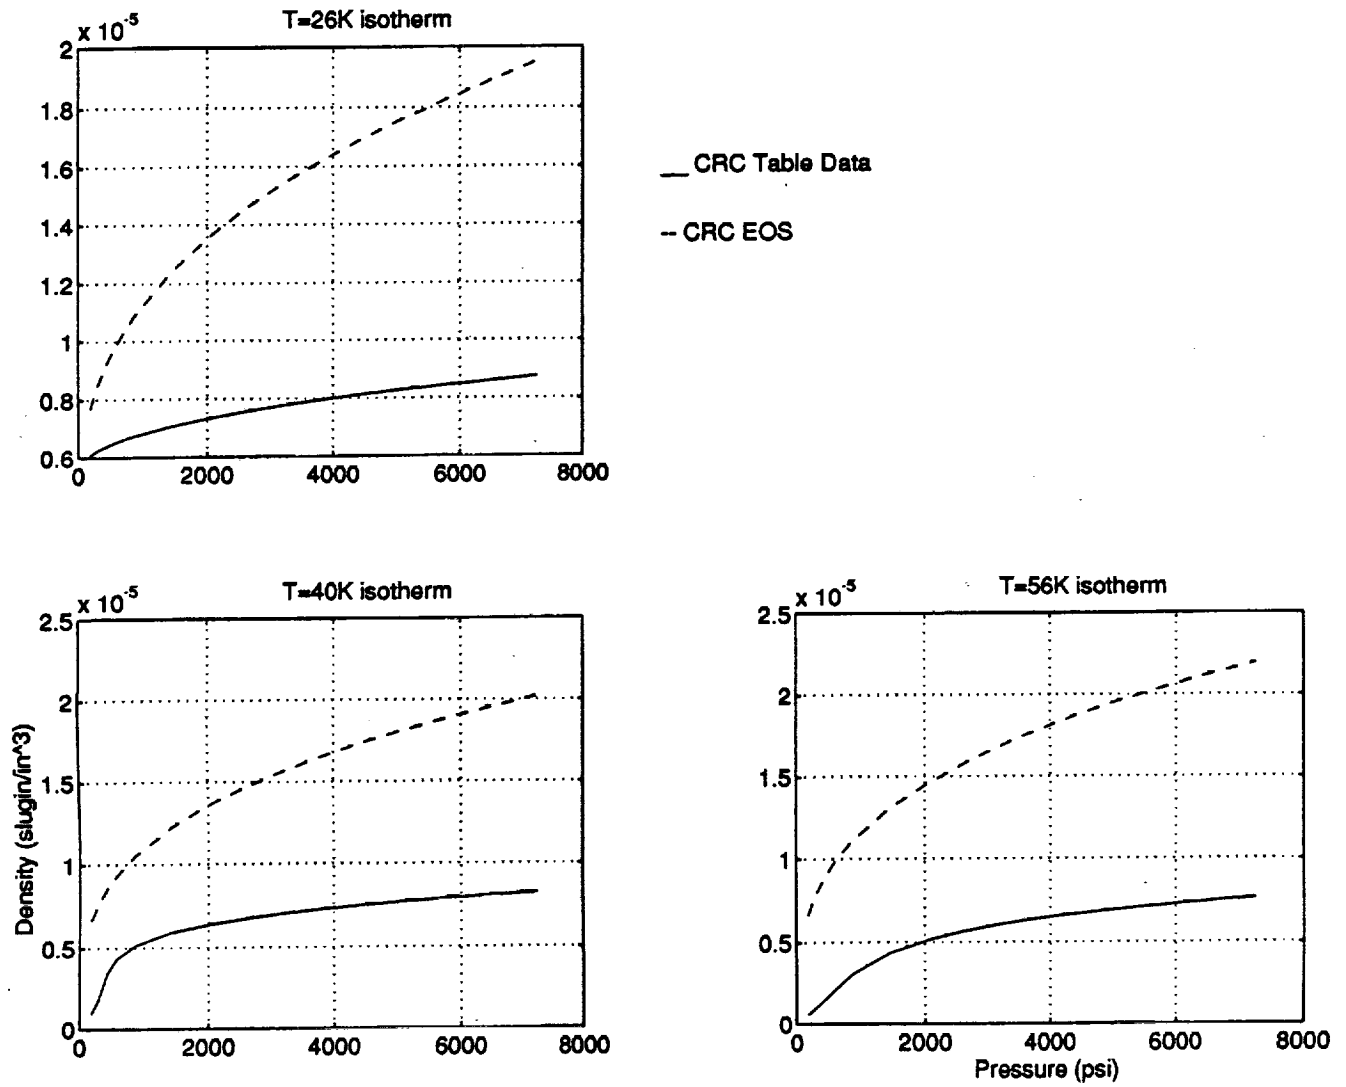 T=26K isotherm
x 10^-5
2
1.8
1.6
1.4
1.2
1
0.8
0.6
0 2000 4000 6000 8000
__ CRC Table Data
-- CRC EOS
T=40K isotherm
x 10^-5
2.5
2
1.5
1
0.5
0
0 2000 4000 6000 8000
Density (slugin/in^3)
T=56K isotherm
x 10^-5
2.5
2
1.5
1
0.5
0
0 2000 4000 6000 8000
Pressure (psi)